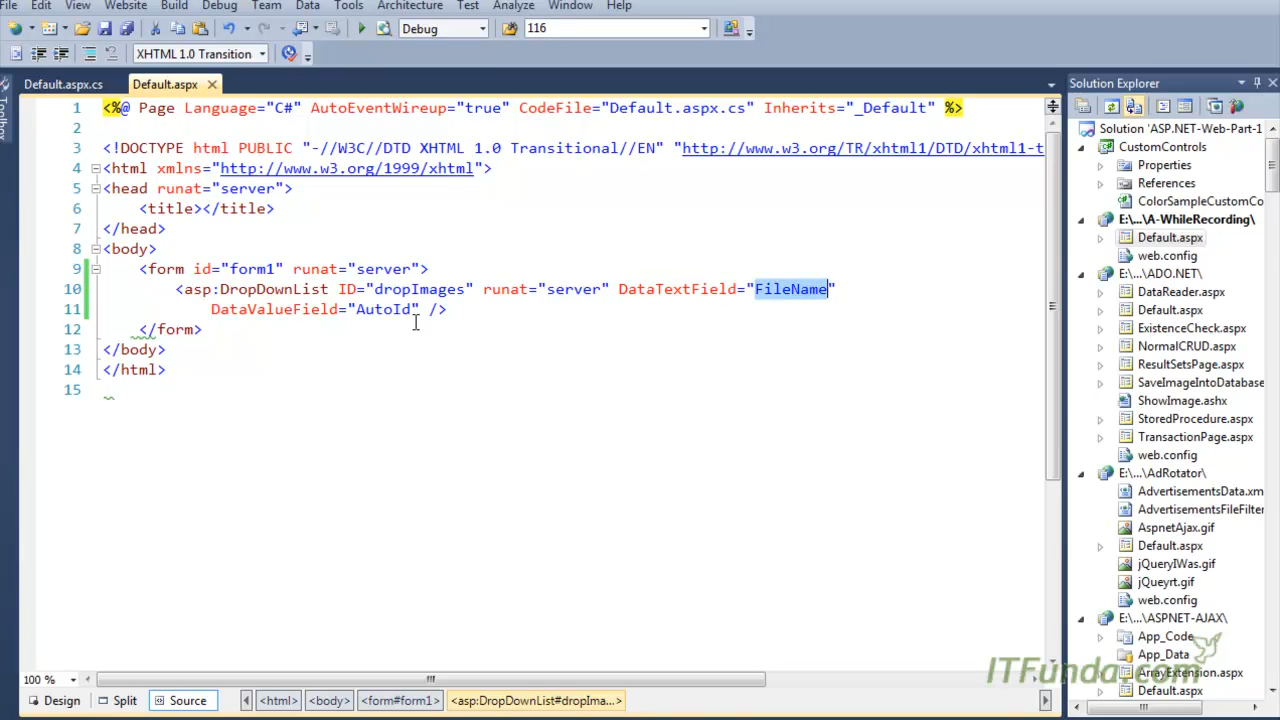 File Edit View Website Build Debug Team Data Tools Architecture Test Analyze Window Help
Debug 116
XHTML 1.0 Transition
Default.aspx.cs Default.aspx
Solution Explorer
1 <%@ Page Language="C#" AutoEventWireup="true" CodeFile="Default.aspx.cs" Inherits="_Default" %>
2
3 <!DOCTYPE html PUBLIC "-//W3C//DTD XHTML 1.0 Transitional//EN" "http://www.w3.org/TR/xhtml1/DTD/xhtml1-t
4 <html xmlns="http://www.w3.org/1999/xhtml">
5 <head runat="server">
6 <title></title>
7 </head>
8 <body>
9 <form id="form1" runat="server">
10 <asp:DropDownList ID="dropImages" runat="server" DataTextField="FileName"
11 DataValueField="AutoId" />
12 </form>
13 </body>
14 </html>
15
Solution 'ASP.NET-Web-Part-1
CustomControls
Properties
References
ColorSampleCustomCo
E:\...\A-WhileRecording\
Default.aspx
web.config
E:\...\ADO.NET\
DataReader.aspx
Default.aspx
ExistenceCheck.aspx
NormalCRUD.aspx
ResultSetsPage.aspx
SaveImageIntoDatabase
ShowImage.ashx
StoredProcedure.aspx
TransactionPage.aspx
web.config
E:\...\AdRotator\
AdvertisementsData.xm
AdvertisementsFileFilter
AspnetAjax.gif
Default.aspx
jQueryIWas.gif
jQueyrt.gif
web.config
E:\...\ASPNET-AJAX\
App_Code
App_Data
ArrayExtension.aspx
Default.aspx
ITFunda.com
Toolbox
100 %
Design Split Source <html> <body> <form#form1> <asp:DropDownList#dropIma...>